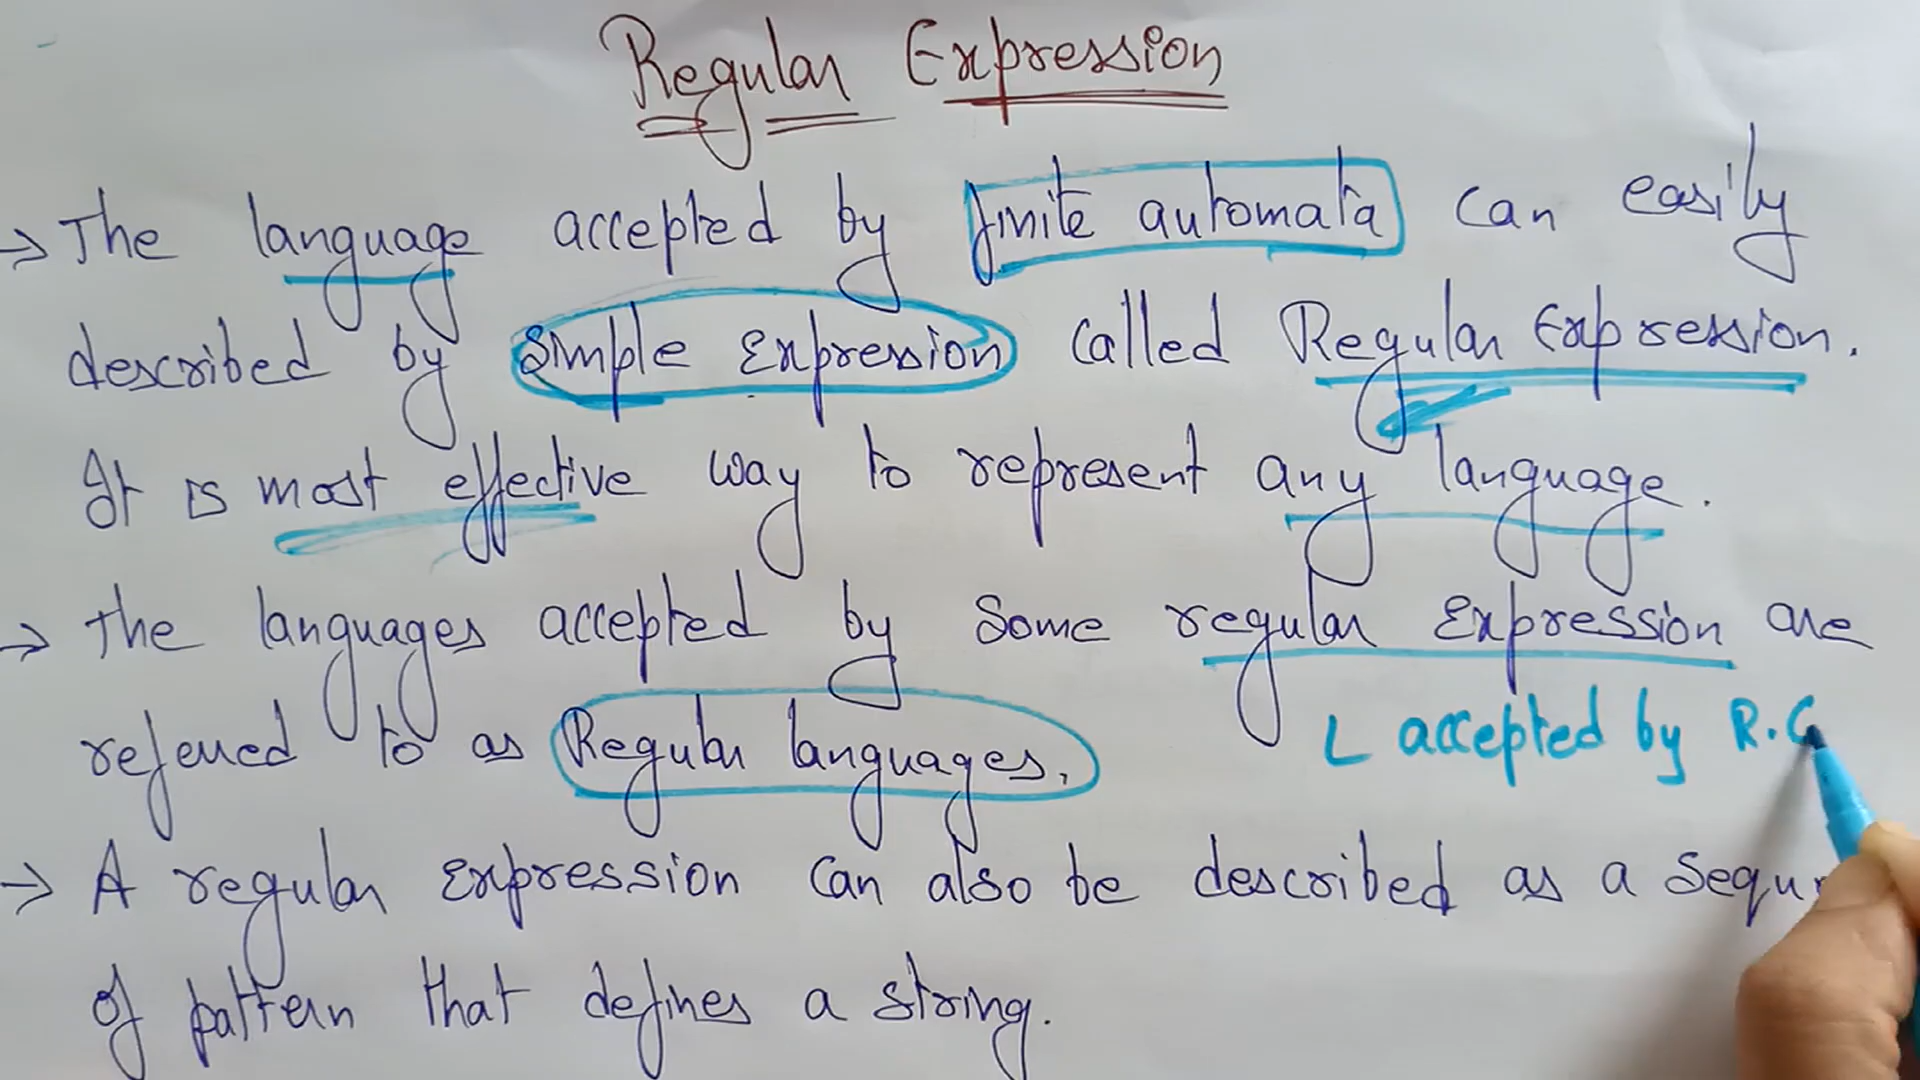 Regular Expression
→ The language accepted by finite automata can easily
described by simple Expression called Regular Expression.
It is most effective way to represent any language.
→ The languages accepted by some regular expression are
referred to as Regular languages.
L accepted by R.
→ A regular expression can also be described as a
of pattern that defines a string.